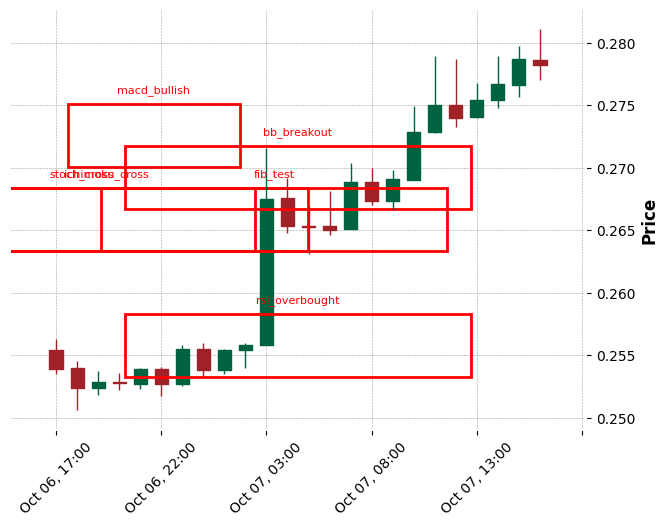 macd_bullish
bb_breakout
ichimoku_cross
fib_test
rsi_overbought
0.280
0.275
0.270
0.265
0.260
0.255
0.250
Price
Oct 06, 17:00
Oct 06, 22:00
Oct 07, 03:00
Oct 07, 08:00
Oct 07, 13:00